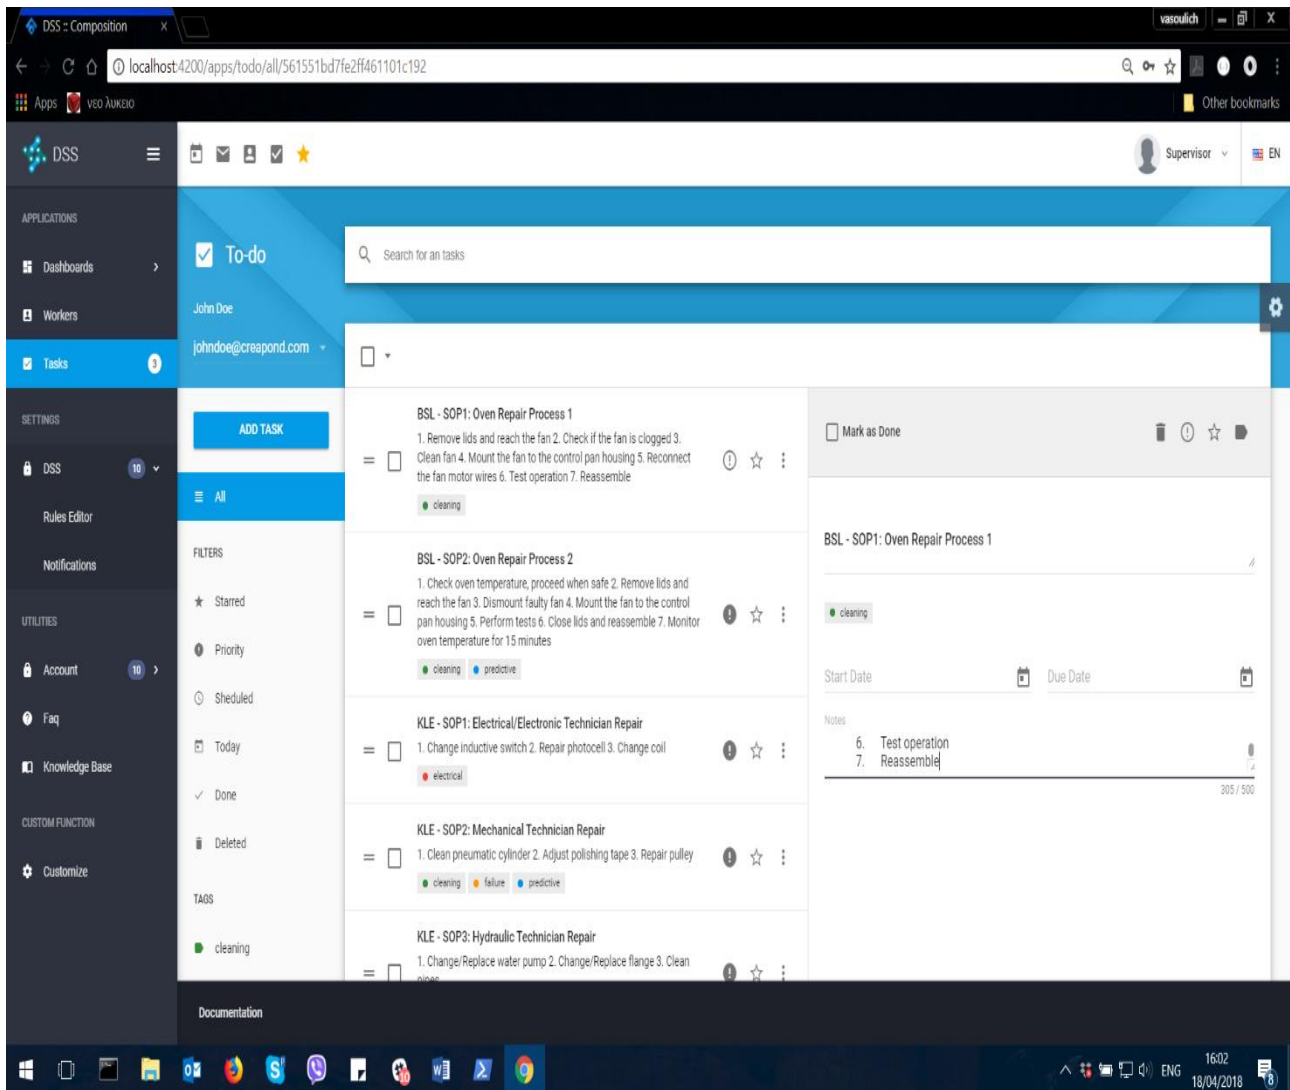 DSS :: Composition
vasoulich
localhost:4200/apps/todo/all/561551bd7fe2ff461101c192
Apps
νεο λυκειο
Other bookmarks
DSS
Supervisor
EN
APPLICATIONS
Dashboards
Workers
Tasks
3
SETTINGS
DSS
10
Rules Editor
Notifications
UTILITIES
Account
10
Faq
Knowledge Base
CUSTOM FUNCTION
Customize
To-do
John Doe
johndoe@creapond.com
ADD TASK
All
FILTERS
Starred
Priority
Sheduled
Today
Done
Deleted
TAGS
cleaning
Search for an tasks
BSL - SOP1: Oven Repair Process 1
1. Remove lids and reach the fan 2. Check if the fan is clogged 3.
Clean fan 4. Mount the fan to the control pan housing 5. Reconnect
the fan motor wires 6. Test operation 7. Reassemble
cleaning
BSL - SOP2: Oven Repair Process 2
1. Check oven temperature, proceed when safe 2. Remove lids and
reach the fan 3. Dismount faulty fan 4. Mount the fan to the control
pan housing 5. Perform tests 6. Close lids and reassemble 7. Monitor
oven temperature for 15 minutes
cleaning predictive
KLE - SOP1: Electrical/Electronic Technician Repair
1. Change inductive switch 2. Repair photocell 3. Change coil
electrical
KLE - SOP2: Mechanical Technician Repair
1. Clean pneumatic cylinder 2. Adjust polishing tape 3. Repair pulley
cleaning failure predictive
KLE - SOP3: Hydraulic Technician Repair
1. Change/Replace water pump 2. Change/Replace flange 3. Clean
pipes
Mark as Done
BSL - SOP1: Oven Repair Process 1
cleaning
Start Date
Due Date
Notes
6. Test operation
7. Reassemble
305 / 500
Documentation
ENG
16:02
18/04/2018
8